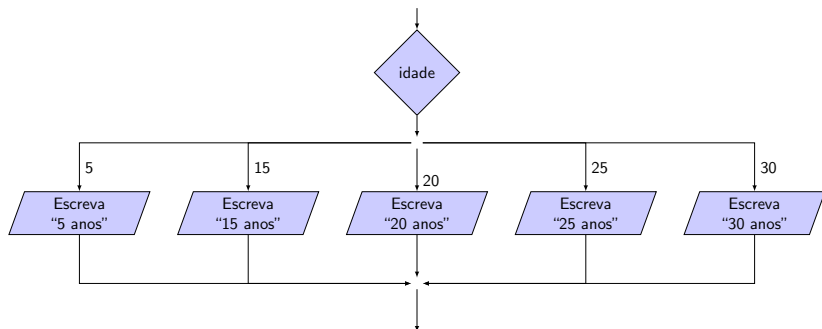 idade
5
15
20
25
30
Escreva
“5 anos”
Escreva
“15 anos”
Escreva
“20 anos”
Escreva
“25 anos”
Escreva
“30 anos”